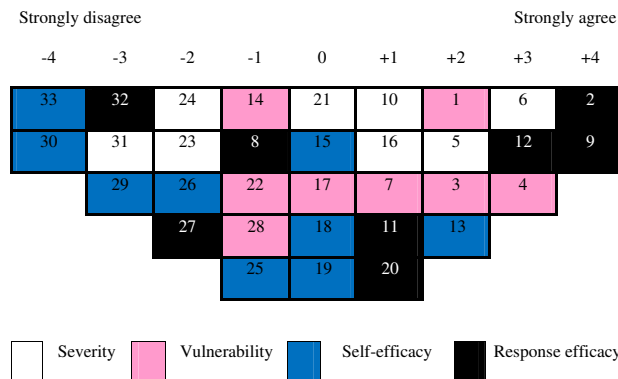 Strongly disagree Strongly agree
-4 -3 -2 -1 0 +1 +2 +3 +4
33 32 24 14 21 10 1 6 2
30 31 23 8 15 16 5 12 9
29 26 22 17 7 3 4
27 28 18 11 13
25 19 20
Severity Vulnerability Self-efficacy Response efficacy